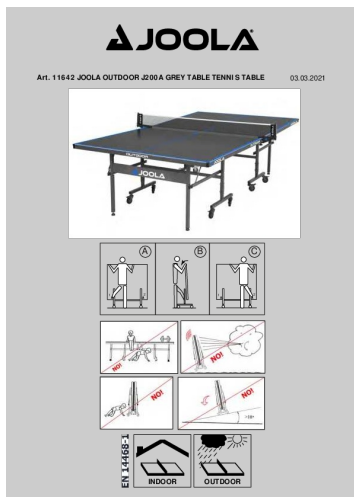 JOOLA
Art. 11642 JOOLA OUTDOOR J200A GREY TABLE TENNIS TABLE 03.03.2021
JOOLA
A B C
NO!
NO!
NO!
NO!
EN 14468-1
INDOOR
OUTDOOR